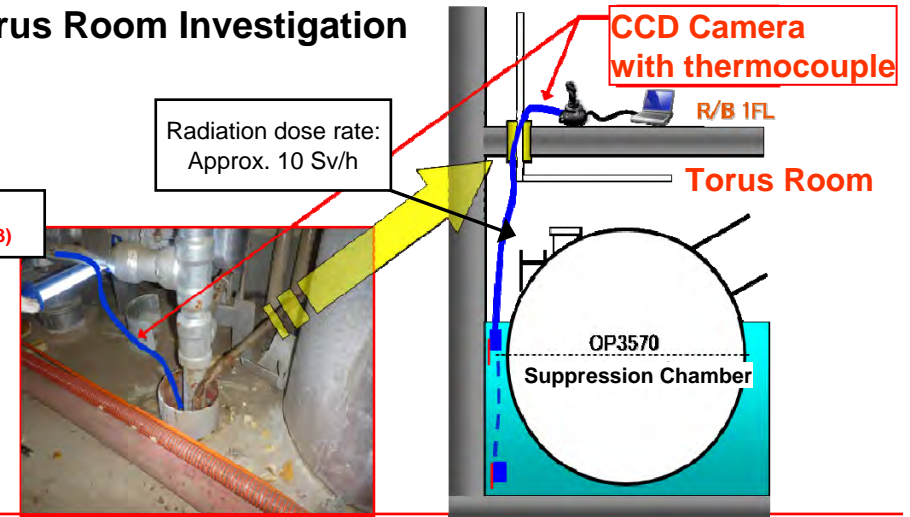 rus Room Investigation
CCD Camera
with thermocouple
R/B 1FL
Radiation dose rate:
Approx. 10 Sv/h
Torus Room
3)
OP3570
Suppression Chamber